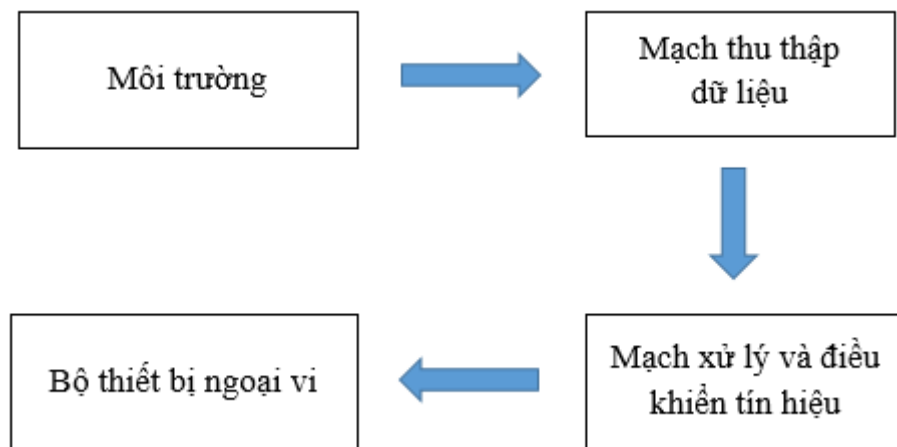 Môi trường
Mạch thu thập
dữ liệu
Bộ thiết bị ngoại vi
Mạch xử lý và điều
khiển tín hiệu